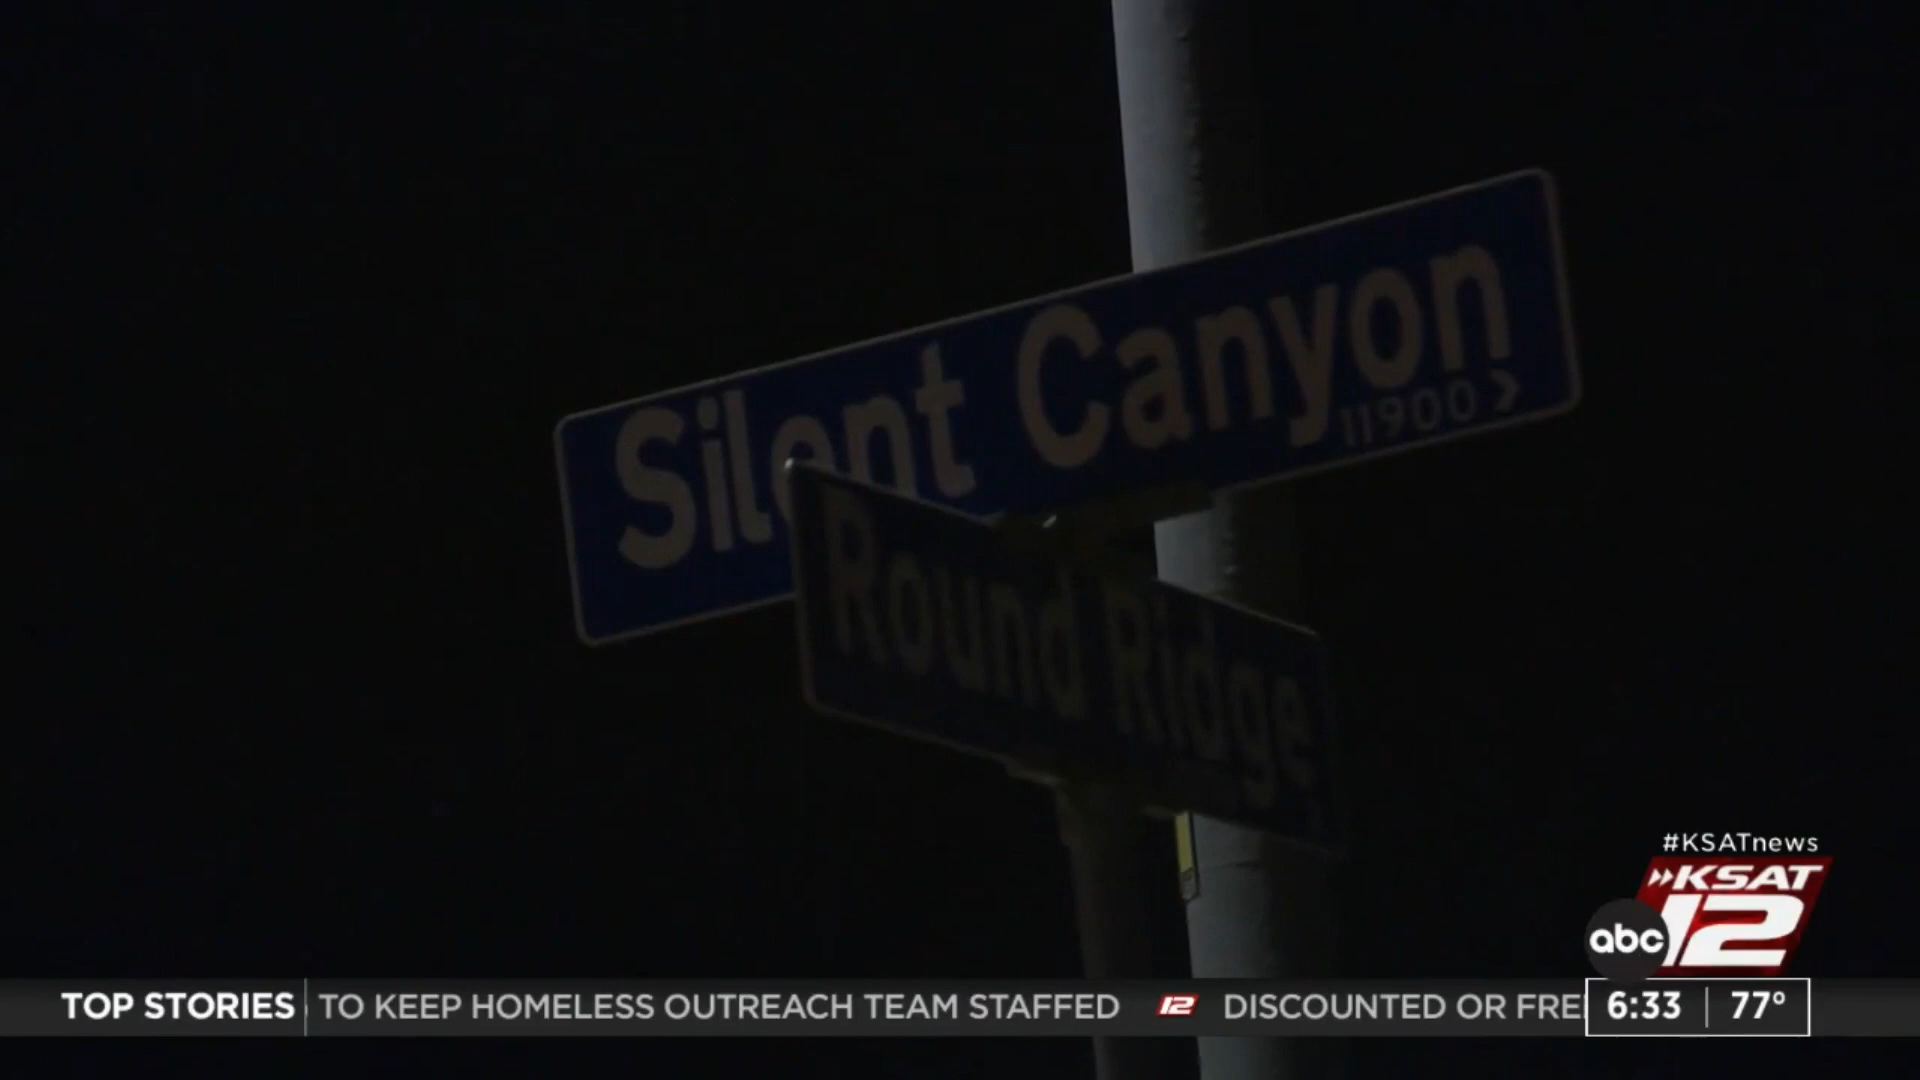 Silent Canyon
11900 >
Round Ridge
#KSATnews
KSAT
abc 12
TOP STORIES TO KEEP HOMELESS OUTREACH TEAM STAFFED 12 DISCOUNTED OR FREE 6:33 77°